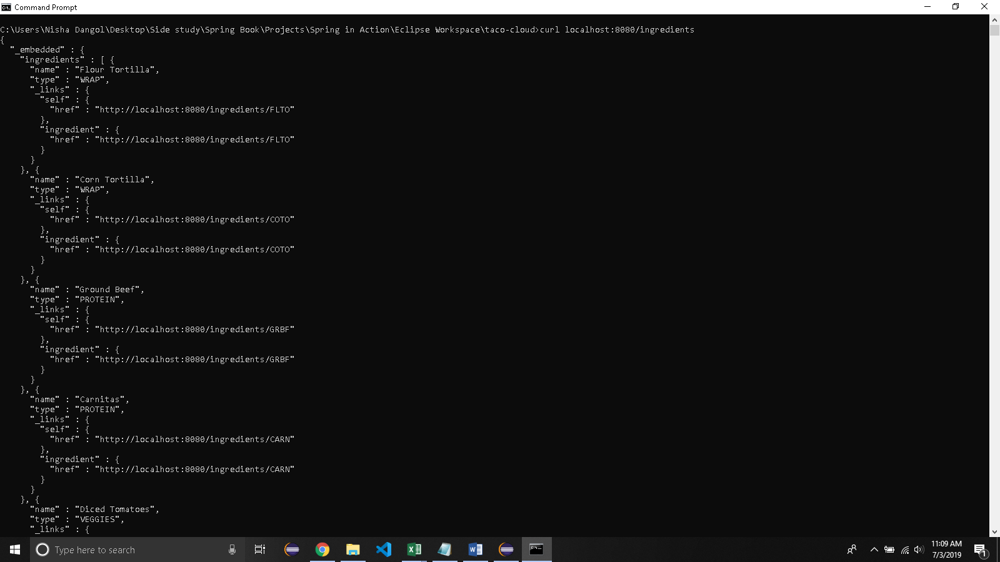 Command Prompt
C:\Users\Nisha Dangol\Desktop\Side study\Spring Book\Projects\Spring in Action\Eclipse Workspace\taco-cloud>curl localhost:8080/ingredients
{
  "_embedded" : {
    "ingredients" : [ {
      "name" : "Flour Tortilla",
      "type" : "WRAP",
      "_links" : {
        "self" : {
          "href" : "http://localhost:8080/ingredients/FLTO"
        },
        "ingredient" : {
          "href" : "http://localhost:8080/ingredients/FLTO"
        }
      }
    }, {
      "name" : "Corn Tortilla",
      "type" : "WRAP",
      "_links" : {
        "self" : {
          "href" : "http://localhost:8080/ingredients/COTO"
        },
        "ingredient" : {
          "href" : "http://localhost:8080/ingredients/COTO"
        }
      }
    }, {
      "name" : "Ground Beef",
      "type" : "PROTEIN",
      "_links" : {
        "self" : {
          "href" : "http://localhost:8080/ingredients/GRBF"
        },
        "ingredient" : {
          "href" : "http://localhost:8080/ingredients/GRBF"
        }
      }
    }, {
      "name" : "Carnitas",
      "type" : "PROTEIN",
      "_links" : {
        "self" : {
          "href" : "http://localhost:8080/ingredients/CARN"
        },
        "ingredient" : {
          "href" : "http://localhost:8080/ingredients/CARN"
        }
      }
    }, {
      "name" : "Diced Tomatoes",
      "type" : "VEGGIES",
      "_links" : {
Type here to search
11:09 AM
7/3/2019
1